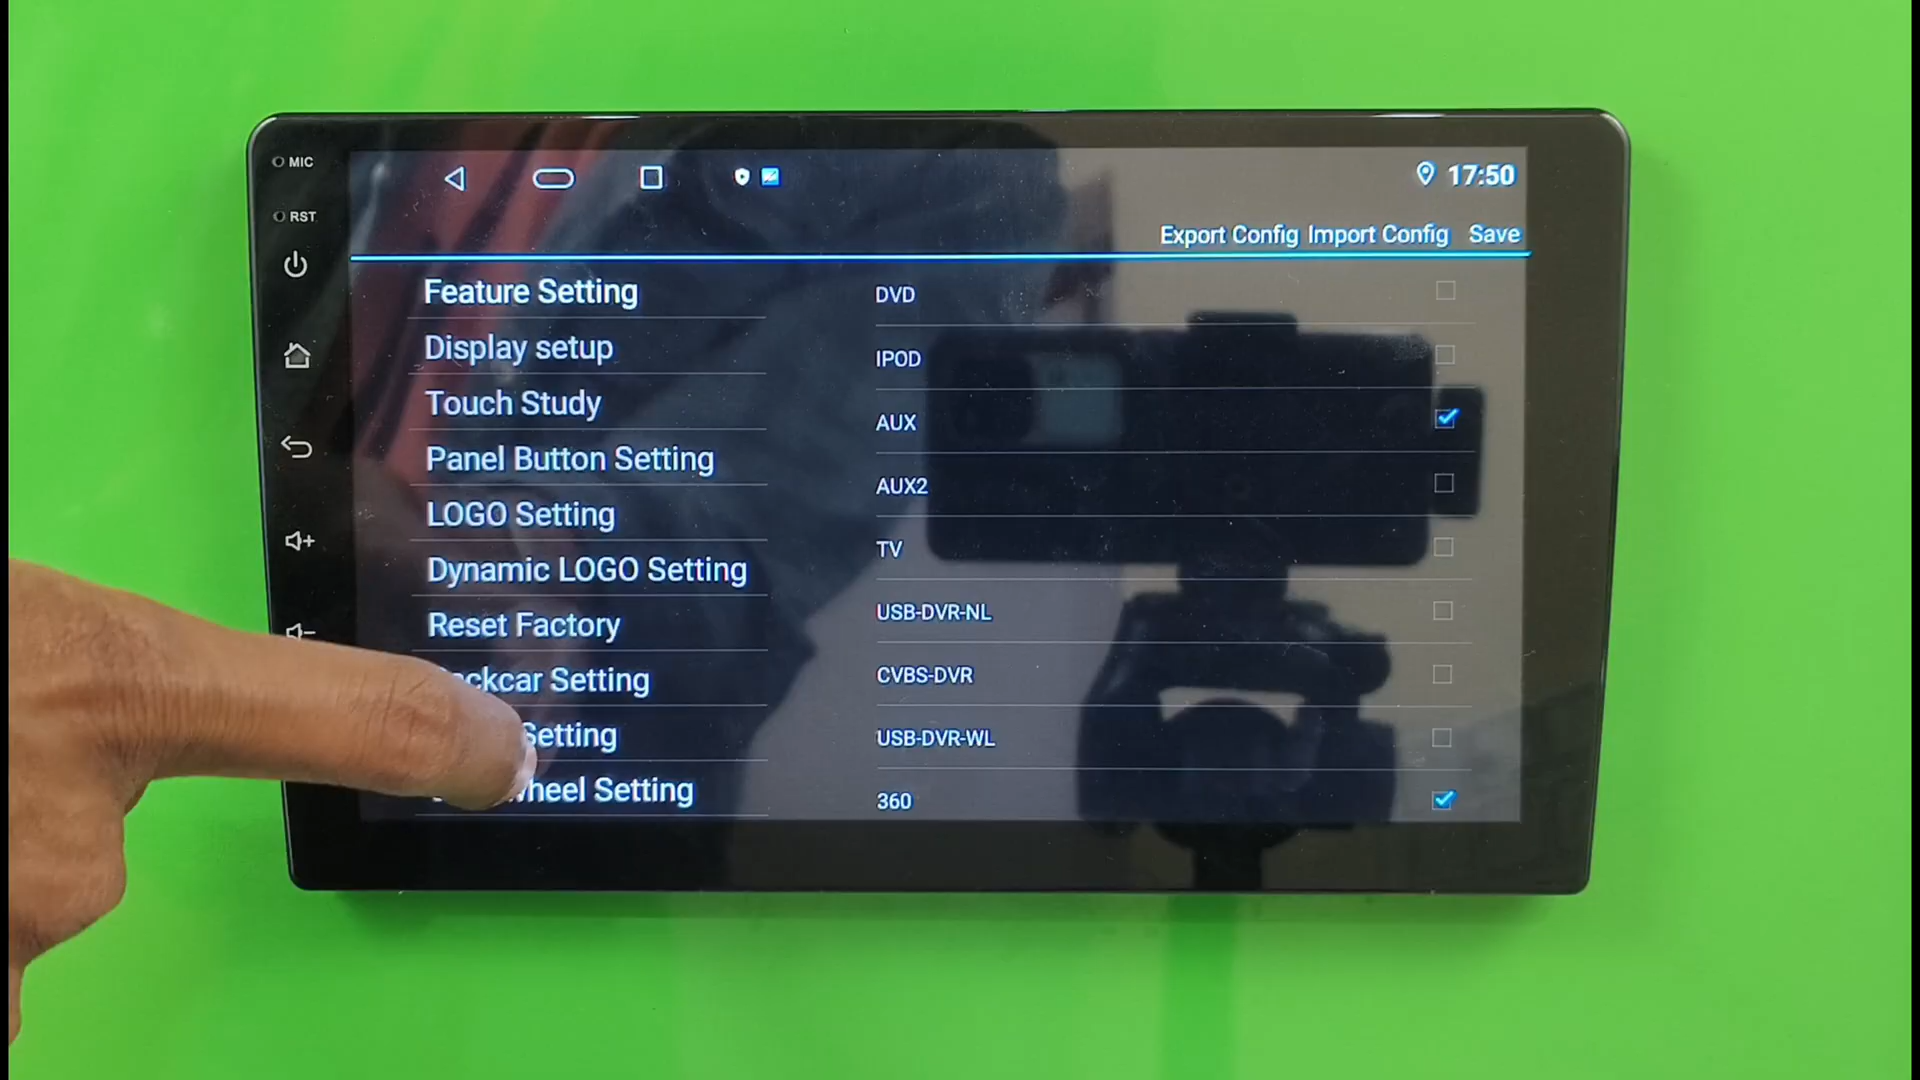 MIC
RST
17:50
Export Config Import Config Save
Feature Setting
Display setup
Touch Study
Panel Button Setting
LOGO Setting
Dynamic LOGO Setting
Reset Factory
Setting
Setting
Setting
DVD
IPOD
AUX
AUX2
TV
USB-DVR-NL
CVBS-DVR
USB-DVR-WL
360